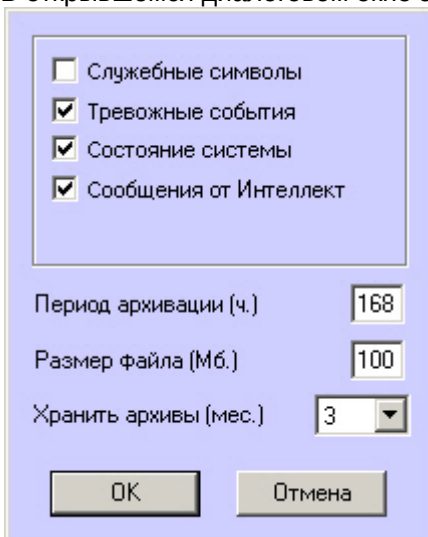 Служебные символы
Тревожные события
Состояние системы
Сообщения от Интеллект
Период архивации (ч.) 168
Размер файла (Мб.) 100
Хранить архивы (мес.) 3
OK Отмена